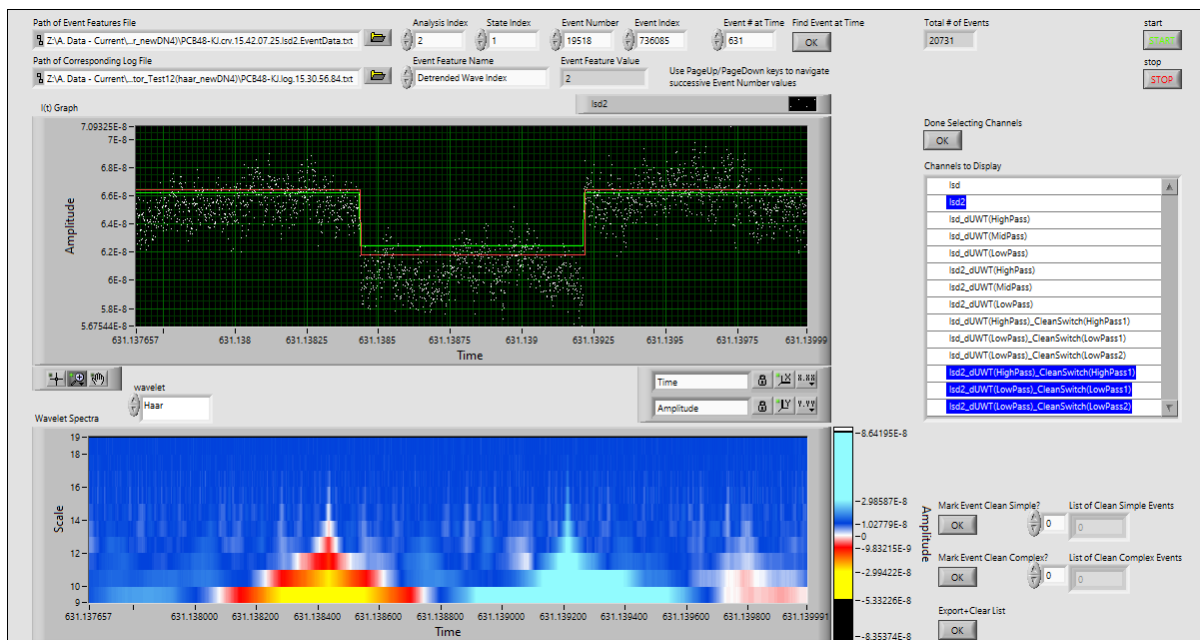 Path of Event Features File
Z:\A. Data - Current\...r_newDN4)\PCB48-KJ.crv.15.42.07.25.Isd2.EventData.txt
Analysis Index
2
State Index
1
Event Number
19518
Event Index
736085
Event # at Time
631
Find Event at Time
OK
Total # of Events
20731
start
START
Path of Corresponding Log File
Z:\A. Data - Current\...tor_Test12(haar_newDN4)\PCB48-KJ.log.15.30.56.84.txt
Event Feature Name
Detrended Wave Index
Event Feature Value
2
Use PageUp/PageDown keys to navigate
successive Event Number values
stop
STOP
I(t) Graph
Isd2
7.09325E-8
7E-8
6.8E-8
6.6E-8
6.4E-8
6.2E-8
6E-8
5.8E-8
5.67544E-8
Amplitude
631.137657 631.138 631.13825 631.1385 631.13875 631.139 631.13925 631.1395 631.13975 631.13999
Time
Done Selecting Channels
OK
Channels to Display
Isd
Isd2
Isd_dUWT(HighPass)
Isd_dUWT(MidPass)
Isd_dUWT(LowPass)
Isd2_dUWT(HighPass)
Isd2_dUWT(MidPass)
Isd2_dUWT(LowPass)
Isd_dUWT(HighPass)_CleanSwitch(HighPass1)
Isd_dUWT(LowPass)_CleanSwitch(LowPass1)
Isd_dUWT(LowPass)_CleanSwitch(LowPass2)
Isd2_dUWT(HighPass)_CleanSwitch(HighPass1)
Isd2_dUWT(LowPass)_CleanSwitch(LowPass1)
Isd2_dUWT(LowPass)_CleanSwitch(LowPass2)
wavelet
Haar
Time
X.XX
Amplitude
Y.YY
Wavelet Spectra
19
18
16
14
12
10
9
Scale
631.137657 631.138000 631.138200 631.138400 631.138600 631.138800 631.139000 631.139200 631.139400 631.139600 631.139800 631.139991
Time
8.64195E-8
2.98587E-8
1.02779E-8
0
-9.83215E-9
-2.99422E-8
-5.33226E-8
-8.35374E-8
Amplitude
Mark Event Clean Simple?
OK
0
List of Clean Simple Events
0
Mark Event Clean Complex?
OK
0
List of Clean Complex Events
0
Export+Clear List
OK